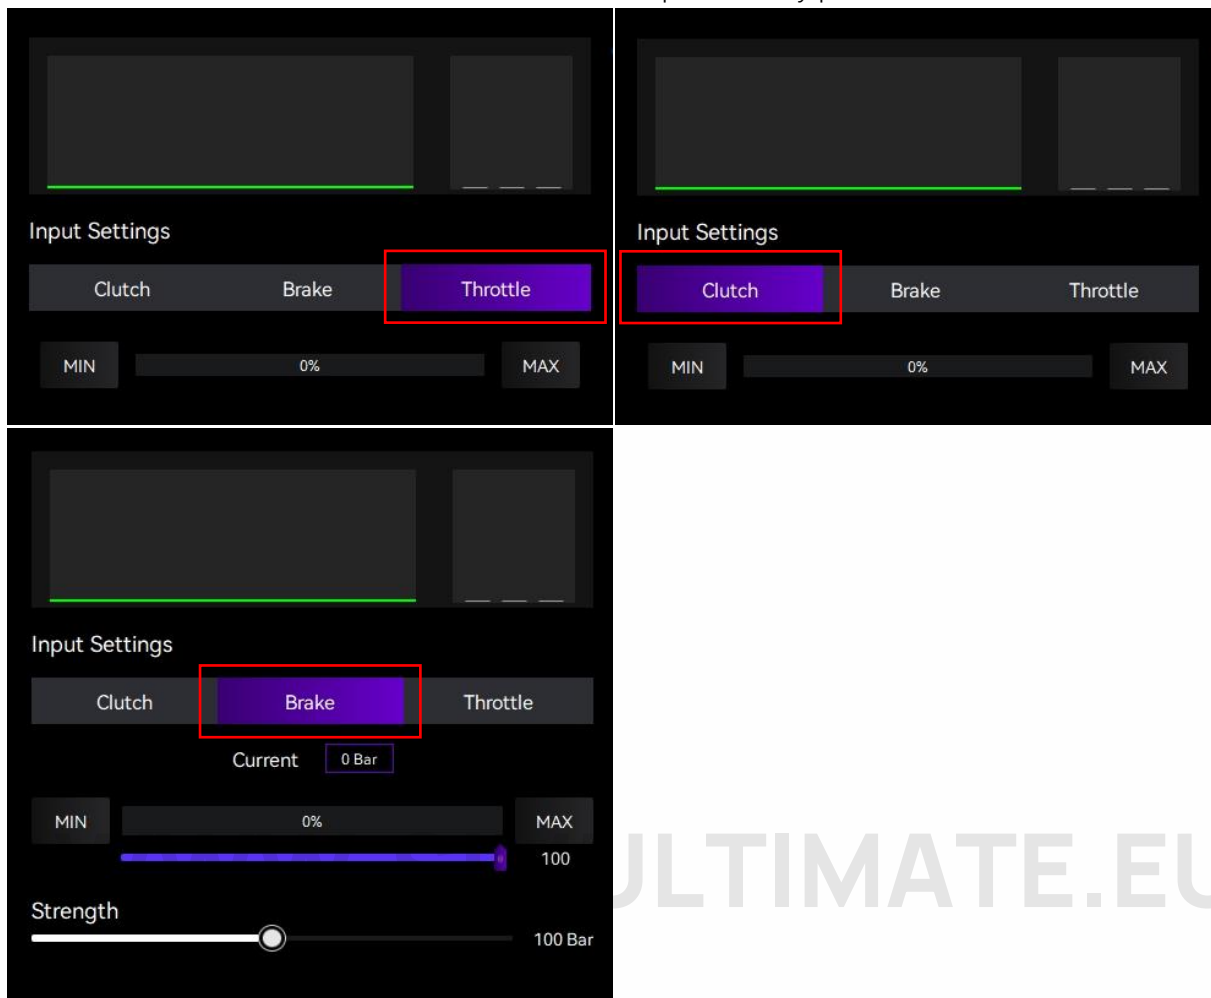 Input Settings
Clutch Brake Throttle
MIN 0% MAX
Input Settings
Clutch Brake Throttle
MIN 0% MAX
Input Settings
Clutch Brake Throttle
Current 0 Bar
MIN 0% MAX
100
Strength
100 Bar
ULTIMATE.EU